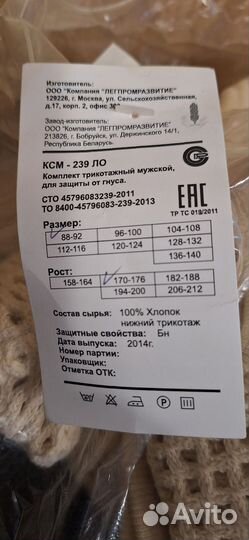 Изготовитель:
ООО "Компания "ЛЕГПРОМРАЗВИТИЕ"
129226, г. Москва, ул. Сельскохозяйственная,
д.17, корп. 2, офис
Завод-изготовитель:
ООО "Компания "ЛЕГПРОМРАЗВИТИЕ"
213826, г. Бобруйск, ул. Держинского 14/1,
Республика Беларусь.
КСМ - 239 ЛО
Комплект трикотажный мужской,
для защиты от гнуса.
СТО 45796083239-2011
ТО 8400-45796083-239-2013
EAC
ТР ТС 019/2011
Размер:
88-92 96-100 104-108
112-116 120-124 128-132
136-140
Рост:
158-164 170-176 182-188
194-200 206-212
Состав сырья: 100% Хлопок
нижний трикотаж
Защитные свойства: Бн
Дата выпуска: 2014г.
Номер партии:
Упаковщик:
Отметка ОТК:
Avito